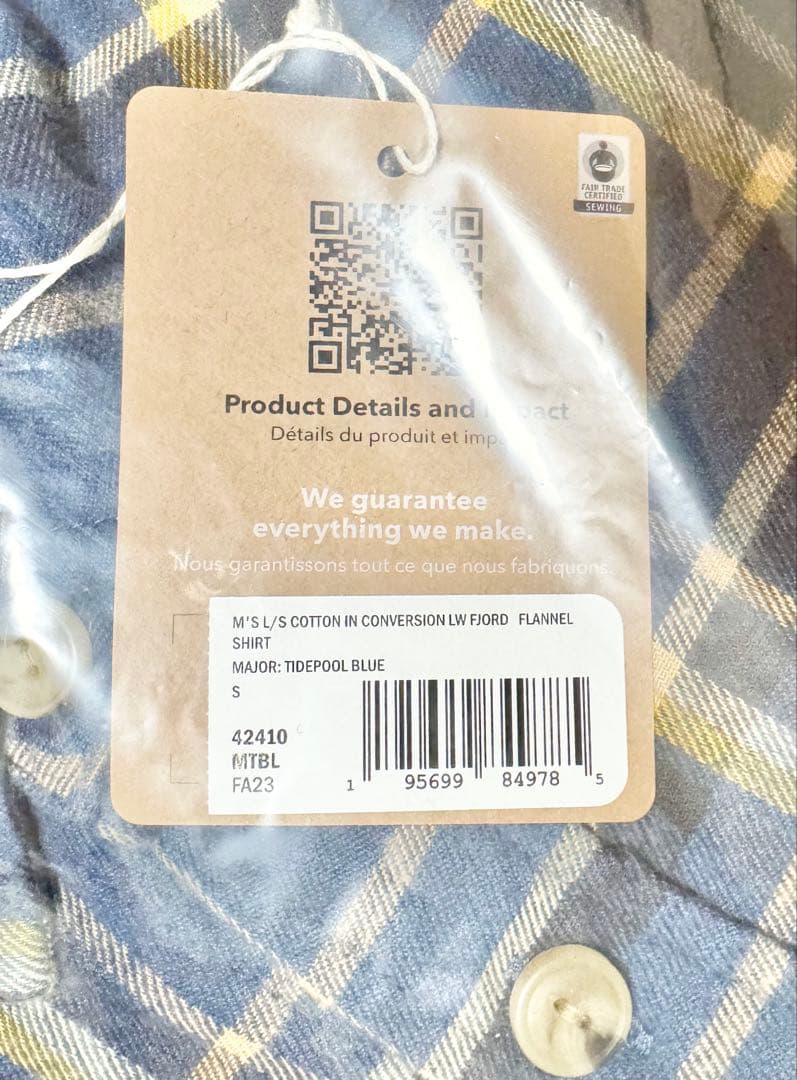 FAIR TRADE
CERTIFIED
SEWING
Product Details and
Détails du produit et
We guarantee
everything we make.
Nous garantissons tout ce que nous fabriquons.
M'S L/S COTTON IN CONVERSION LW FJORD FLANNEL
SHIRT
MAJOR: TIDEPOOL BLUE
S
42410
MTBL
FA23
1 95699 84978 5